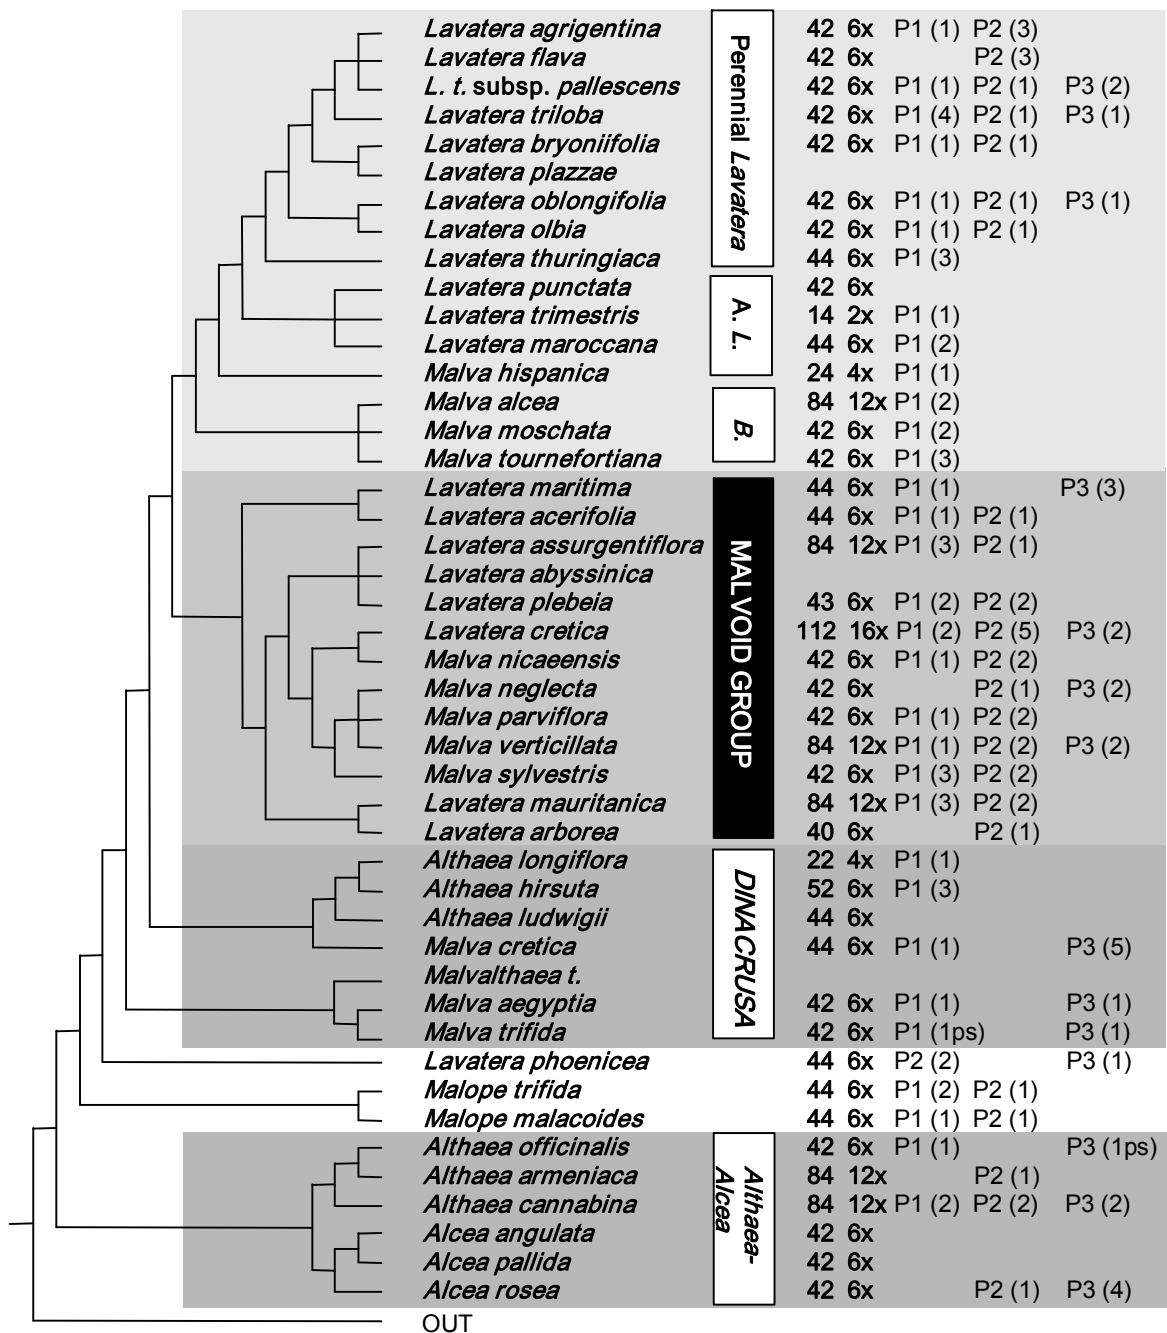 Lavatera agrigentina 42 6x P1 (1) P2 (3)
Lavatera flava 42 6x P2 (3)
L. t. subsp. pallescens 42 6x P1 (1) P2 (1) P3 (2)
Lavatera triloba 42 6x P1 (4) P2 (1) P3 (1)
Lavatera bryoniifolia 42 6x P1 (1) P2 (1)
Lavatera plazzae
Lavatera oblongifolia 42 6x P1 (1) P2 (1) P3 (1)
Lavatera olbia 42 6x P1 (1) P2 (1)
Lavatera thuringiaca 44 6x P1 (3)
Perennial Lavatera
Lavatera punctata 42 6x
Lavatera trimestris 14 2x P1 (1)
Lavatera maroccana 44 6x P1 (2)
Malva hispanica 24 4x P1 (1)
A. L.
Malva alcea 84 12x P1 (2)
Malva moschata 42 6x P1 (2)
Malva tournefortiana 42 6x P1 (3)
B.
Lavatera maritima 44 6x P1 (1) P3 (3)
Lavatera acerifolia 44 6x P1 (1) P2 (1)
Lavatera assurgentiflora 84 12x P1 (3) P2 (1)
Lavatera abyssinica
Lavatera plebeia 43 6x P1 (2) P2 (2)
Lavatera cretica 112 16x P1 (2) P2 (5) P3 (2)
Malva nicaeensis 42 6x P1 (1) P2 (2)
Malva neglecta 42 6x P2 (1) P3 (2)
Malva parviflora 42 6x P1 (1) P2 (2)
Malva verticillata 84 12x P1 (1) P2 (2) P3 (2)
Malva sylvestris 42 6x P1 (3) P2 (2)
Lavatera mauritanica 84 12x P1 (3) P2 (2)
Lavatera arborea 40 6x P2 (1)
MALVOID GROUP
Althaea longiflora 22 4x P1 (1)
Althaea hirsuta 52 6x P1 (3)
Althaea ludwigii 44 6x
Malva cretica 44 6x P1 (1) P3 (5)
Malvalthaea t.
Malva aegyptia 42 6x P1 (1) P3 (1)
Malva trifida 42 6x P1 (1ps) P3 (1)
DINACRUSA
Lavatera phoenicea 44 6x P2 (2) P3 (1)
Malope trifida 44 6x P1 (2) P2 (1)
Malope malacoides 44 6x P1 (1) P2 (1)
Althaea officinalis 42 6x P1 (1) P3 (1ps)
Althaea armeniaca 84 12x P2 (1)
Althaea cannabina 84 12x P1 (2) P2 (2) P3 (2)
Alcea angulata 42 6x
Alcea pallida 42 6x
Alcea rosea 42 6x P2 (1) P3 (4)
Althaea-
Alcea
OUT